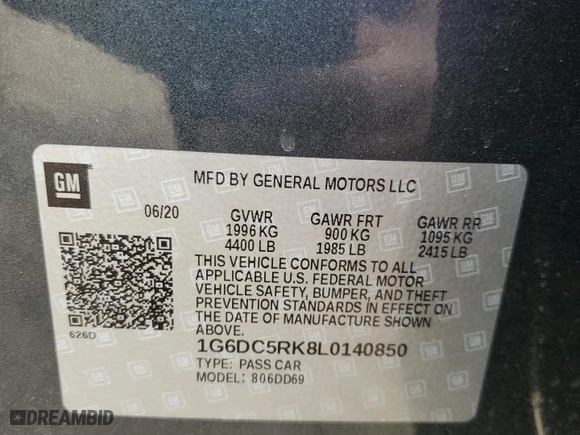 GM
MFD BY GENERAL MOTORS LLC
06/20 GVWR GAWR FRT GAWR RR
1996 KG 900 KG 1095 KG
4400 LB 1985 LB 2415 LB
THIS VEHICLE CONFORMS TO ALL
APPLICABLE U.S. FEDERAL MOTOR
VEHICLE SAFETY, BUMPER, AND THEFT
PREVENTION STANDARDS IN EFFECT ON
THE DATE OF MANUFACTURE SHOWN
ABOVE.
626D
1G6DC5RK8L0140850
TYPE: PASS CAR
MODEL: 806DD69
DREAMBID